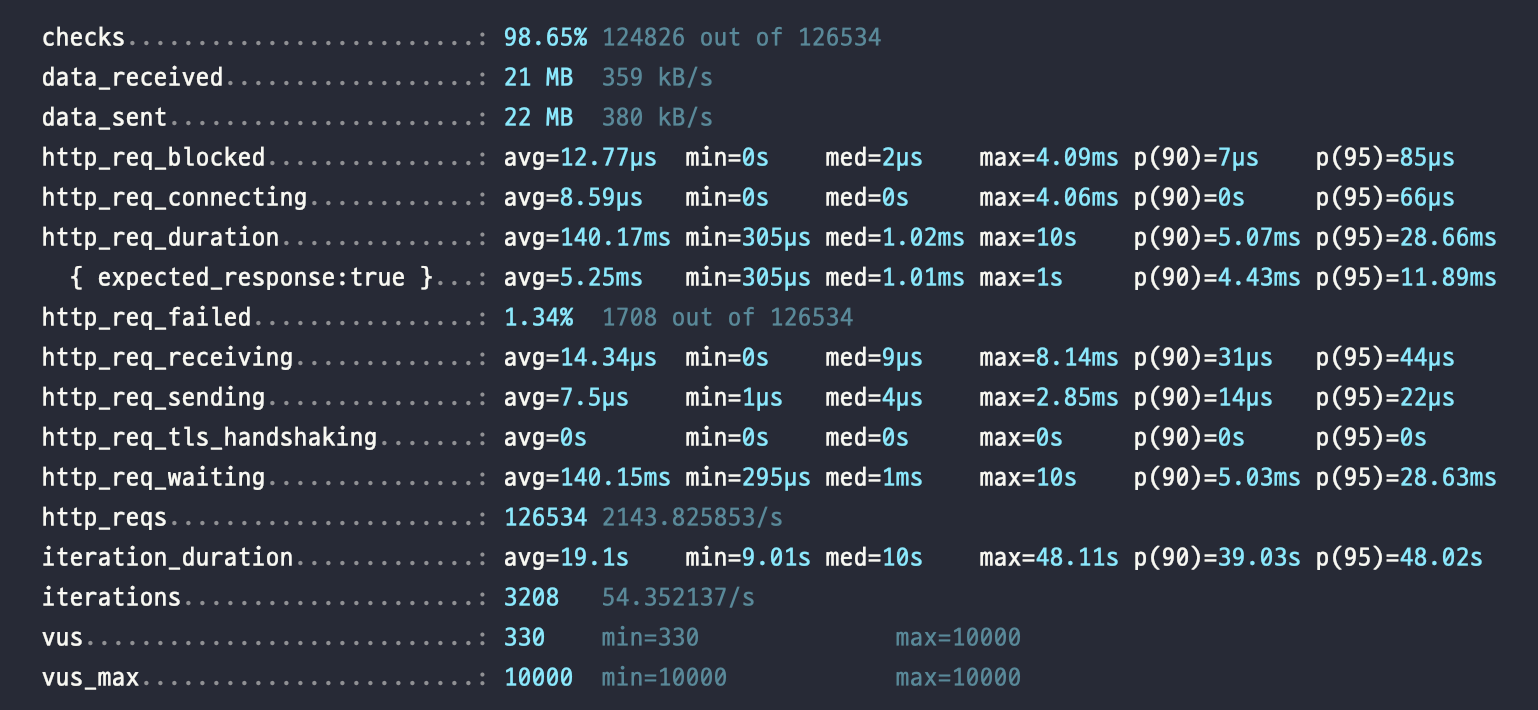 checks.........................: 98.65% 124826 out of 126534
data_received..................: 21 MB 359 kB/s
data_sent......................: 22 MB 380 kB/s
http_req_blocked...............: avg=12.77µs min=0s med=2µs max=4.09ms p(90)=7µs p(95)=85µs
http_req_connecting............: avg=8.59µs min=0s med=0s max=4.06ms p(90)=0s p(95)=66µs
http_req_duration..............: avg=140.17ms min=305µs med=1.02ms max=10s p(90)=5.07ms p(95)=28.66ms
{ expected_response:true }...: avg=5.25ms min=305µs med=1.01ms max=1s p(90)=4.43ms p(95)=11.89ms
http_req_failed................: 1.34% 1708 out of 126534
http_req_receiving.............: avg=14.34µs min=0s med=9µs max=8.14ms p(90)=31µs p(95)=44µs
http_req_sending...............: avg=7.5µs min=1µs med=4µs max=2.85ms p(90)=14µs p(95)=22µs
http_req_tls_handshaking.......: avg=0s min=0s med=0s max=0s p(90)=0s p(95)=0s
http_req_waiting...............: avg=140.15ms min=295µs med=1ms max=10s p(90)=5.03ms p(95)=28.63ms
http_reqs......................: 126534 2143.825853/s
iteration_duration.............: avg=19.1s min=9.01s med=10s max=48.11s p(90)=39.03s p(95)=48.02s
iterations.....................: 3208 54.352137/s
vus............................: 330 min=330 max=10000
vus_max........................: 10000 min=10000 max=10000